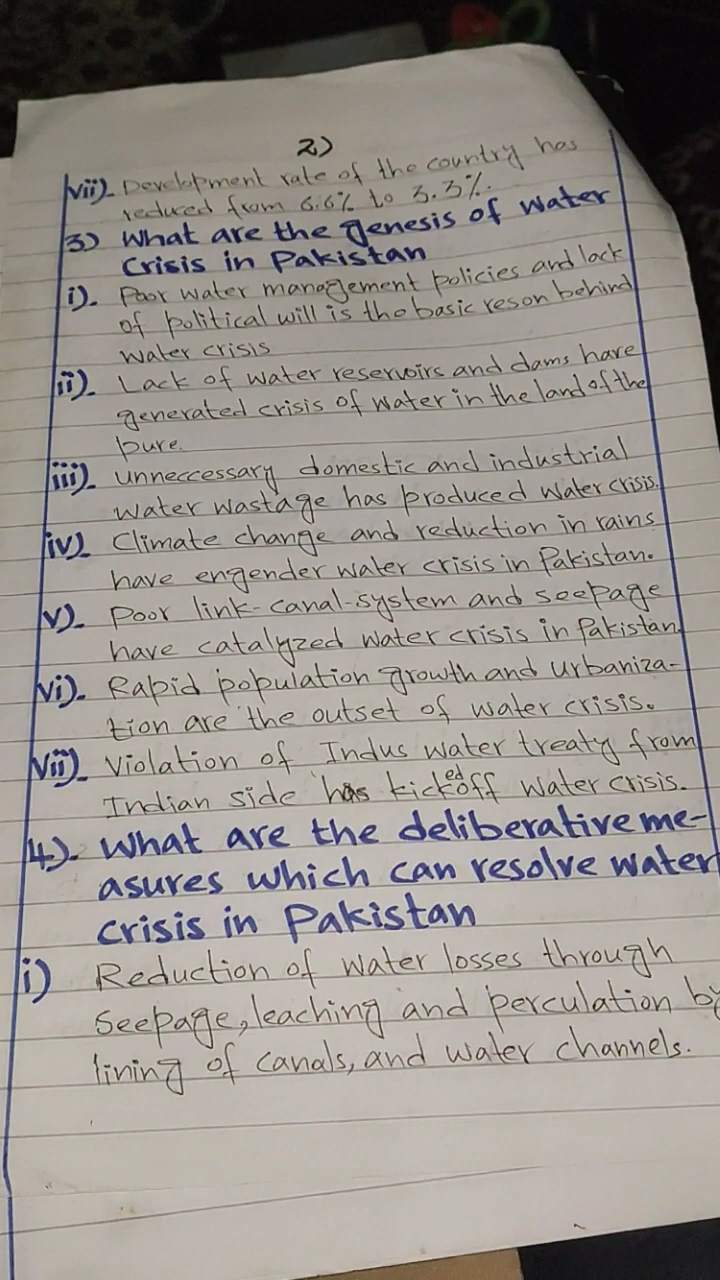 2)
vii). Development rate of the country has
reduced from 6.6% to 3.3%.
3) What are the genesis of water
Crisis in Pakistan
i). Poor water management policies and lack
of political will is the basic reson behind
water crisis
ii). Lack of water reservoirs and dams have
generated crisis of water in the land of the
pure.
iii). unneccessary domestic and industrial
water wastage has produced water crisis.
iv) Climate change and reduction in rains
have engender water crisis in Pakistan.
v). Poor link-canal-system and seepage
have catalyzed water crisis in Pakistan
vi). Rapid population growth and urbaniza-
tion are the outset of water crisis.
vii) Violation of Indus water treaty from
Indian side has kickedoff water crisis.
4). What are the deliberative me-
asures which can resolve water
crisis in Pakistan
i) Reduction of water losses through
seepage, leaching and perculation by
lining of canals, and water channels.